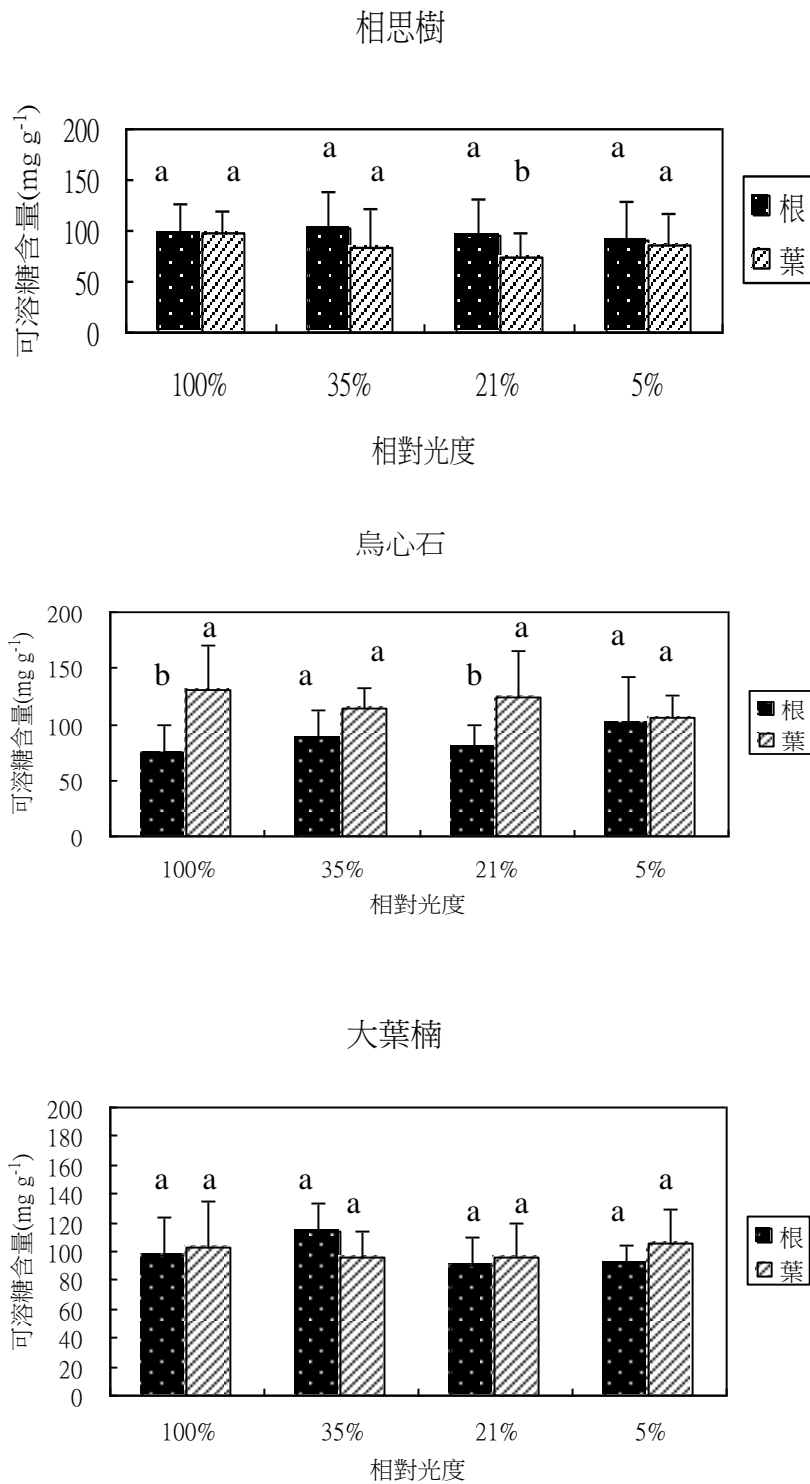 相思樹
可溶糖含量(mg g⁻¹)
200
150
100
50
0
a a a a a b a a
100% 35% 21% 5%
相對光度
根
葉
烏心石
可溶糖含量(mg g⁻¹)
200
150
100
50
0
b a a a b a a a
100% 35% 21% 5%
相對光度
根
葉
大葉楠
可溶糖含量(mg g⁻¹)
200
180
160
140
120
100
80
60
40
20
0
a a a a a a a a
100% 35% 21% 5%
相對光度
根
葉